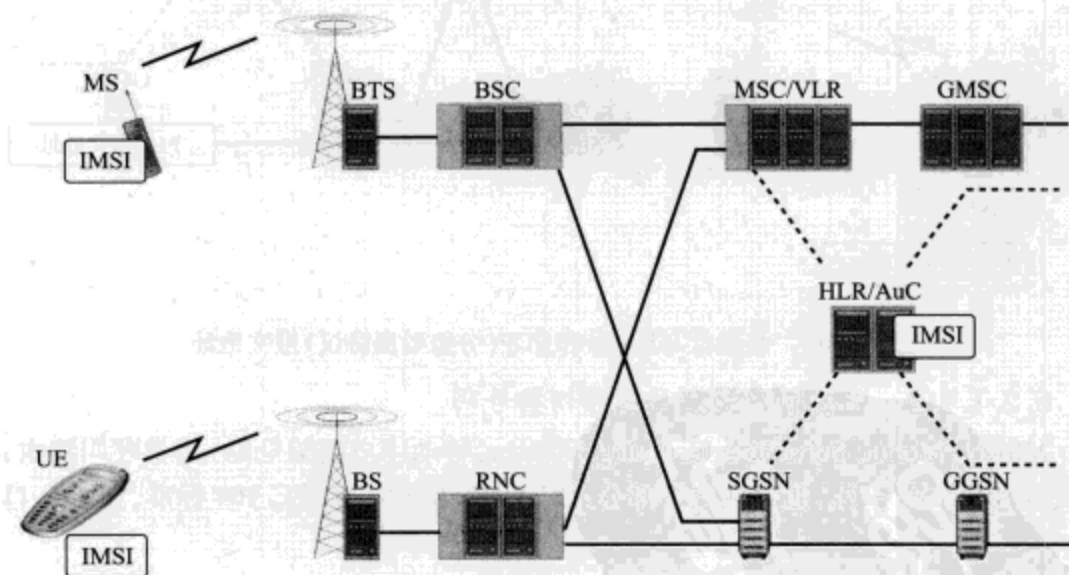 MS
IMSI
BTS
BSC
MSC/VLR
GMSC
HLR/AuC
IMSI
UE
IMSI
BS
RNC
SGSN
GGSN